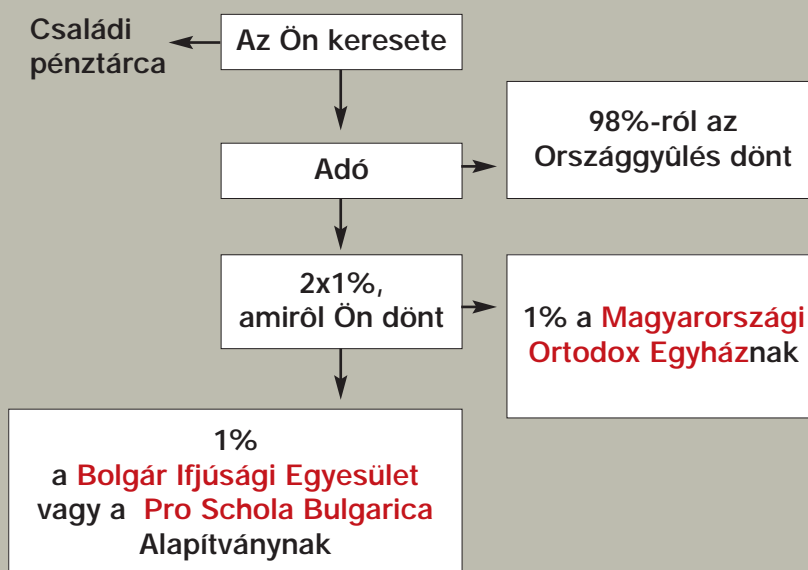 Családi
pénztárca
Az Ön keresete
Adó
98%-ról az
Országgyûlés dönt
2x1%,
amirôl Ön dönt
1% a Magyarországi
Ortodox Egyháznak
1%
a Bolgár Ifjúsági Egyesület
vagy a Pro Schola Bulgarica
Alapítványnak